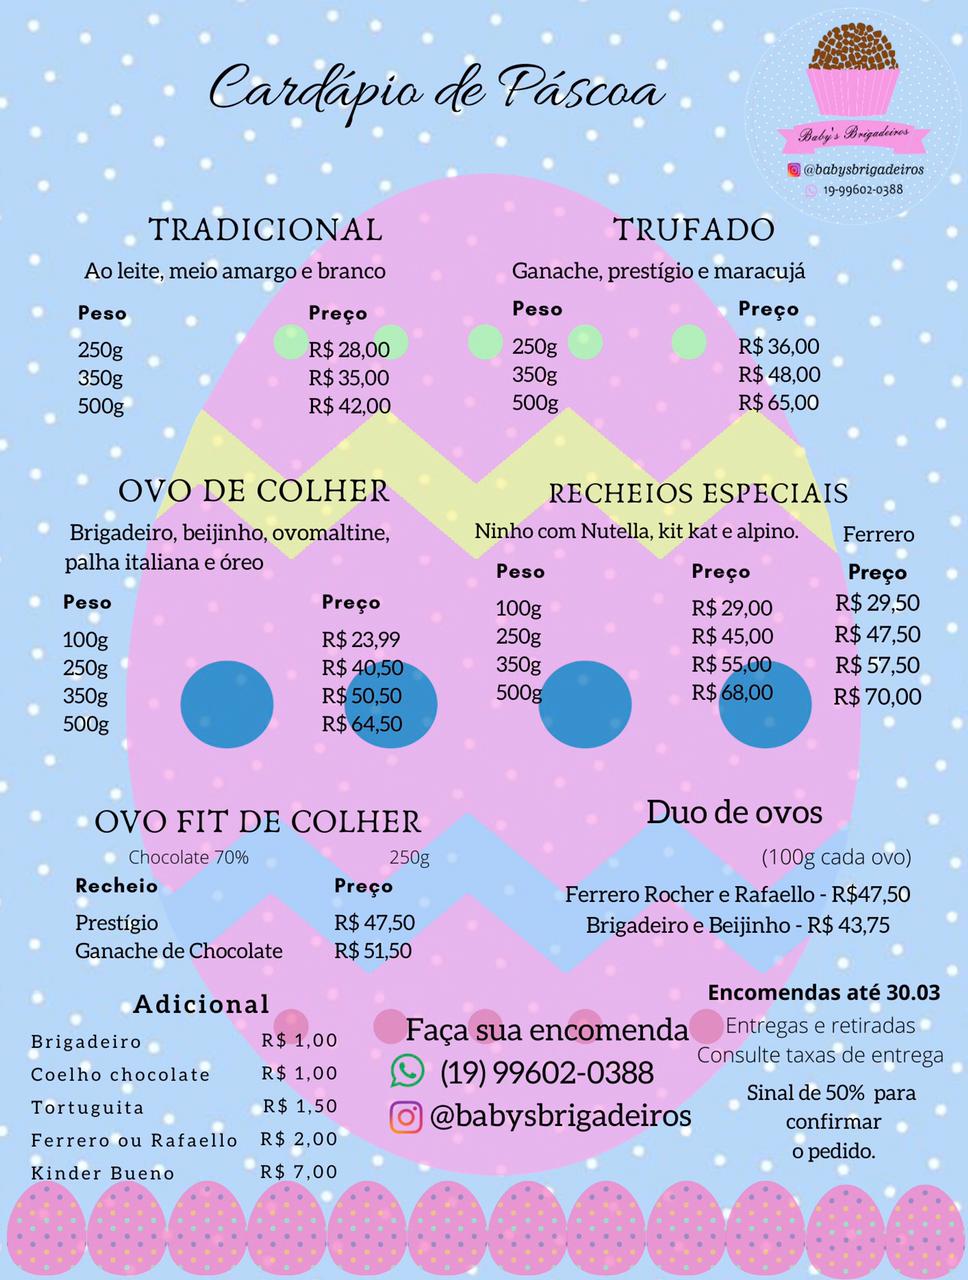 Cardápio de Páscoa
Baby's Brigadeiros
@babysbrigadeiros
19-99602-0388
TRADICIONAL
Ao leite, meio amargo e branco
Peso Preço
250g R$ 28,00
350g R$ 35,00
500g R$ 42,00
TRUFADO
Ganache, prestígio e maracujá
Peso Preço
250g R$ 36,00
350g R$ 48,00
500g R$ 65,00
OVO DE COLHER
Brigadeiro, beijinho, ovomaltine,
palha italiana e óreo
Peso Preço
100g R$ 23,99
250g R$ 40,50
350g R$ 50,50
500g R$ 64,50
RECHEIOS ESPECIAIS
Ninho com Nutella, kit kat e alpino. Ferrero
Peso Preço Preço
100g R$ 29,00 R$ 29,50
250g R$ 45,00 R$ 47,50
350g R$ 55,00 R$ 57,50
500g R$ 68,00 R$ 70,00
OVO FIT DE COLHER
Chocolate 70% 250g
Recheio Preço
Prestígio R$ 47,50
Ganache de Chocolate R$ 51,50
Duo de ovos
(100g cada ovo)
Ferrero Rocher e Rafaello - R$47,50
Brigadeiro e Beijinho - R$ 43,75
Adicional
Brigadeiro R$ 1,00
Coelho chocolate R$ 1,00
Tortuguita R$ 1,50
Ferrero ou Rafaello R$ 2,00
Kinder Bueno R$ 7,00
Faça sua encomenda
(19) 99602-0388
@babysbrigadeiros
Encomendas até 30.03
Entregas e retiradas
Consulte taxas de entrega
Sinal de 50% para
confirmar
o pedido.